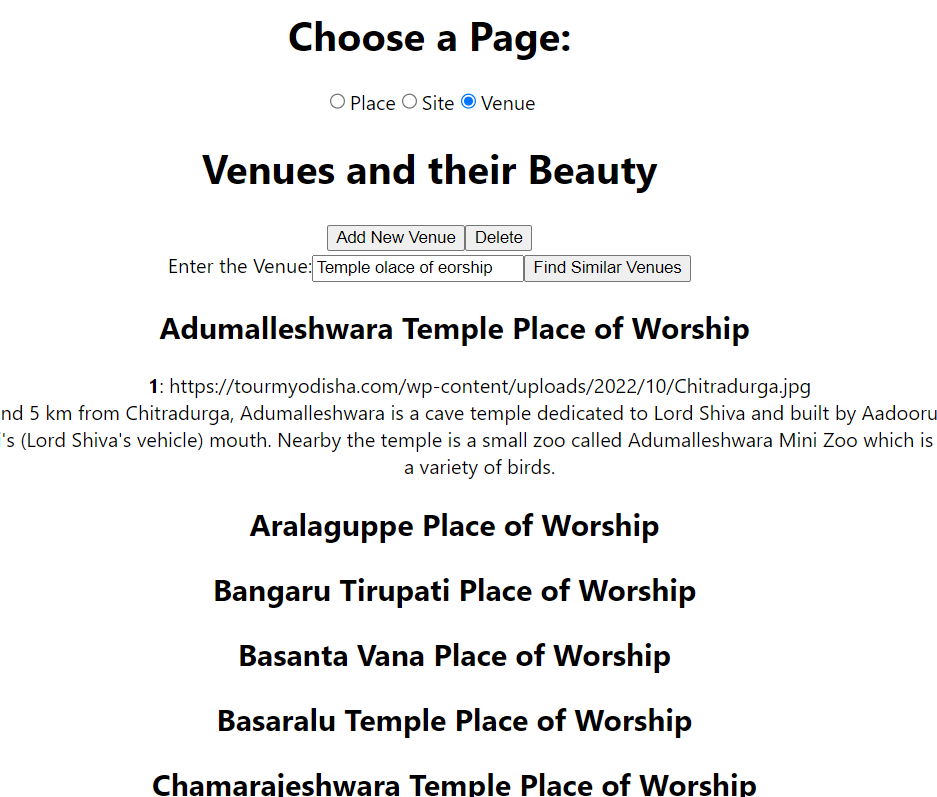 Choose a Page:
Place Site Venue
Venues and their Beauty
Add New Venue Delete
Enter the Venue: Temple olace of eorship Find Similar Venues
Adumalleshwara Temple Place of Worship
1: https://tourmyodisha.com/wp-content/uploads/2022/10/Chitradurga.jpg
nd 5 km from Chitradurga, Adumalleshwara is a cave temple dedicated to Lord Shiva and built by Aadooru
i's (Lord Shiva's vehicle) mouth. Nearby the temple is a small zoo called Adumalleshwara Mini Zoo which is
a variety of birds.
Aralaguppe Place of Worship
Bangaru Tirupati Place of Worship
Basanta Vana Place of Worship
Basaralu Temple Place of Worship
Chamarajeshwara Temple Place of Worship